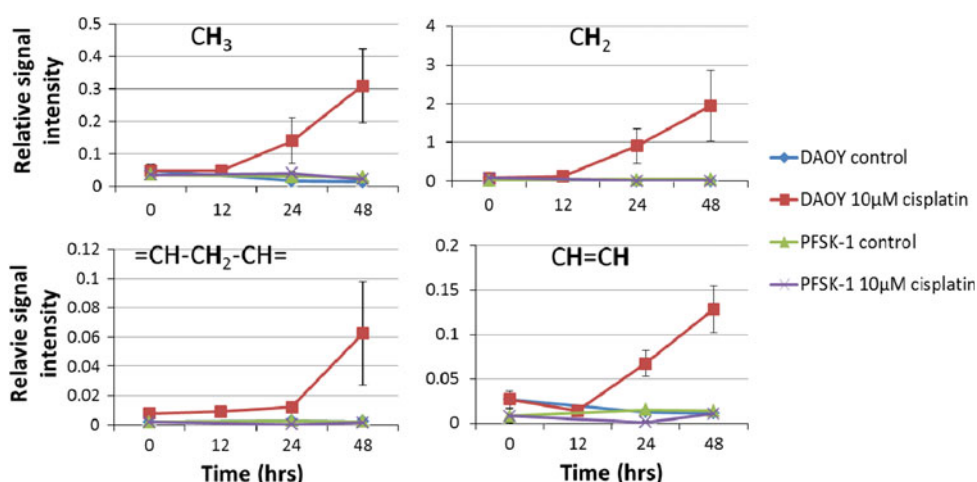 CH3
CH2
Relative signal intensity
0.5
0.4
0.3
0.2
0.1
0
0 12 24 48
4
3
2
1
0
0 12 24 48
DAOY control
DAOY 10μM cisplatin
PFSK-1 control
PFSK-1 10μM cisplatin
=CH-CH2-CH=
CH=CH
Relavie signal intensity
0.12
0.1
0.08
0.06
0.04
0.02
0
0 12 24 48
Time (hrs)
0.2
0.15
0.1
0.05
0
0 12 24 48
Time (hrs)